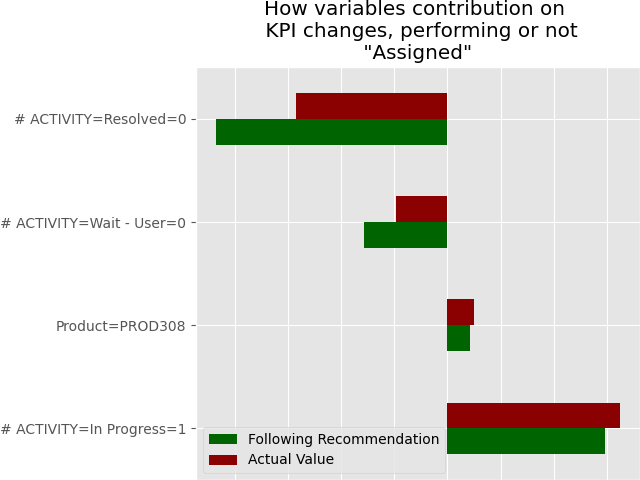 How variables contribution on
KPI changes, performing or not
"Assigned"
# ACTIVITY=Resolved=0
# ACTIVITY=Wait - User=0
Product=PROD308
# ACTIVITY=In Progress=1
Following Recommendation
Actual Value